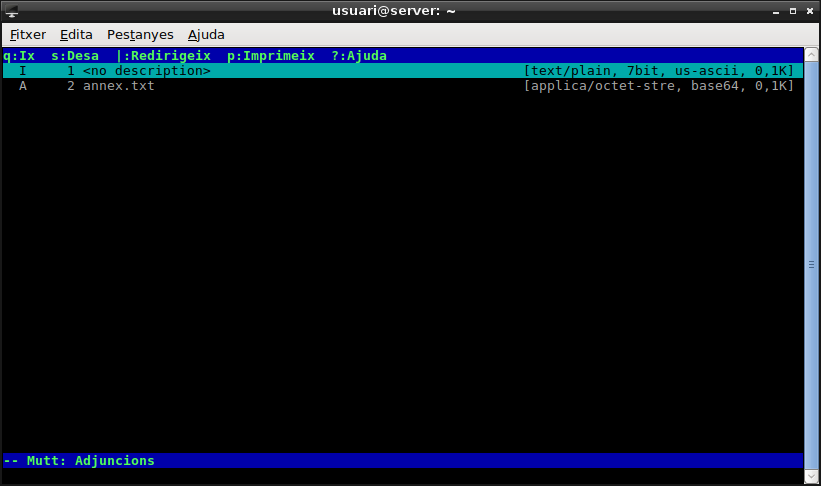 usuari@server: ~
Fitxer Edita Pestanyes Ajuda
q:Ix s:Desa |:Redirigeix p:Imprimeix ?:Ajuda
I 1 <no description> [text/plain, 7bit, us-ascii, 0,1K]
A 2 annex.txt [applica/octet-stre, base64, 0,1K]
-- Mutt: Adjuncions